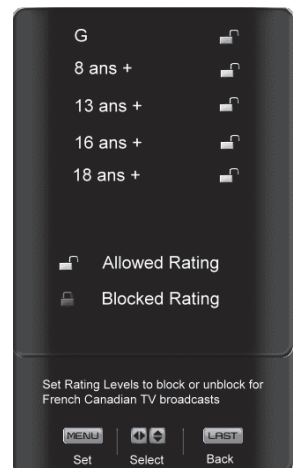 G
8 ans +
13 ans +
16 ans +
18 ans +
Allowed Rating
Blocked Rating
Set Rating Levels to block or unblock for
French Canadian TV broadcasts
MENU LAST
Set Select Back